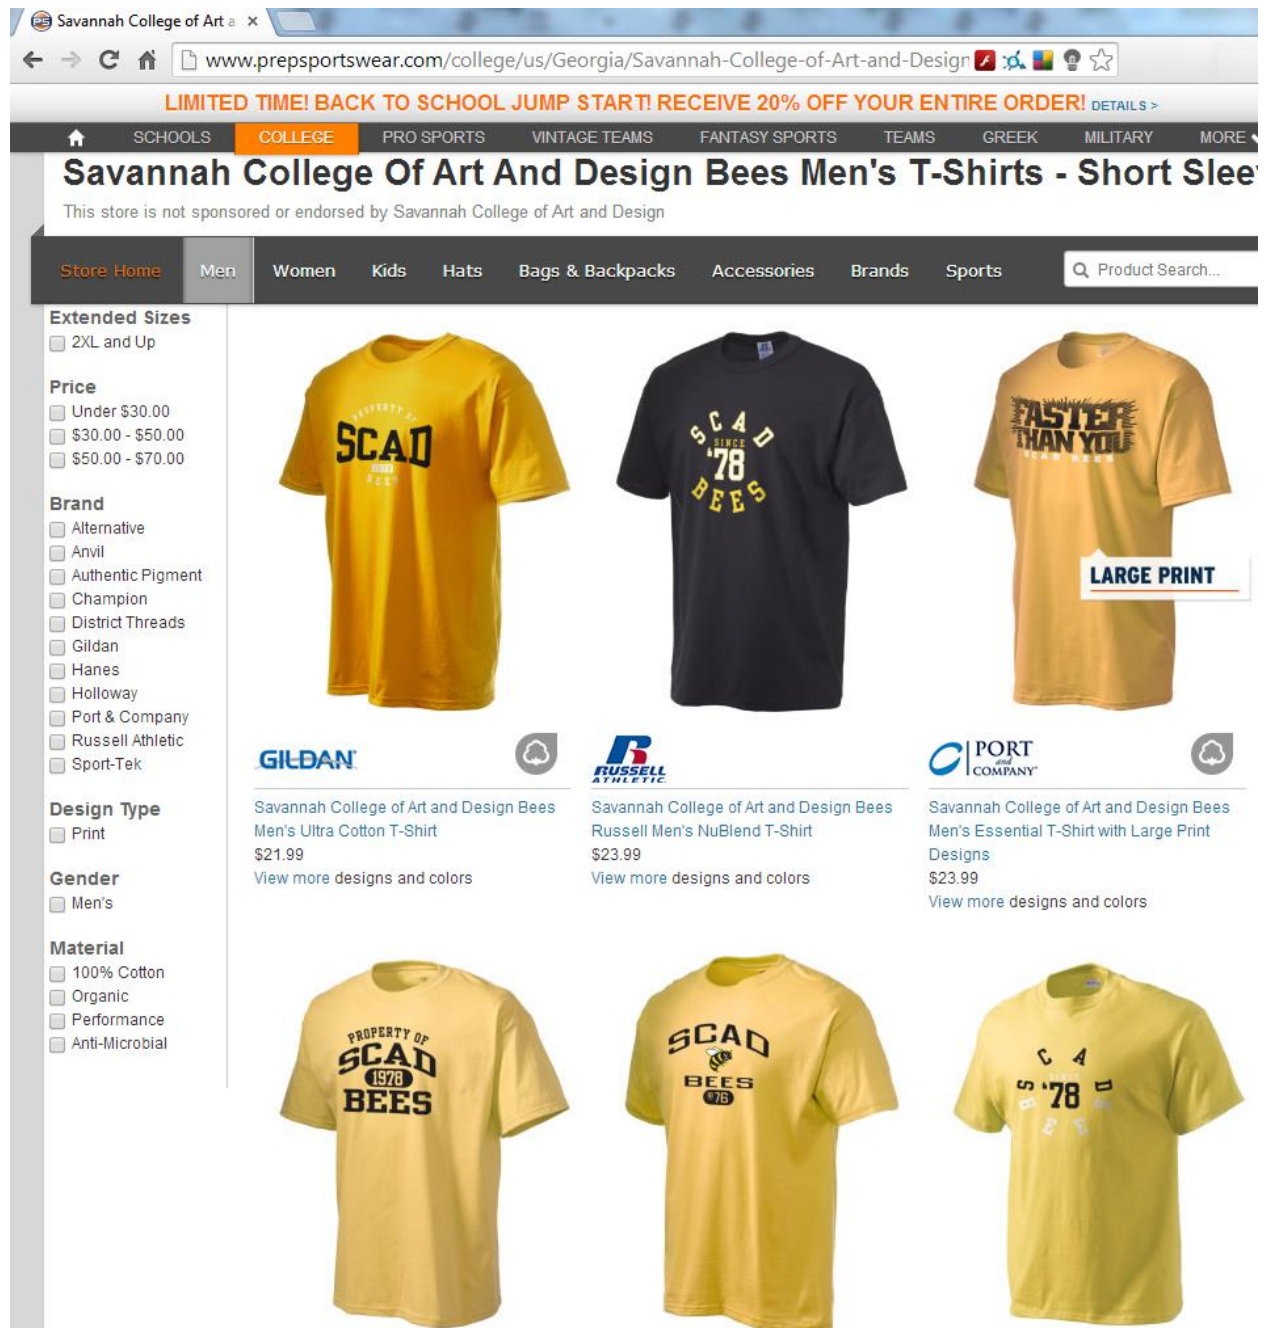 Savannah College of Art a
www.prepsportswear.com/college/us/Georgia/Savannah-College-of-Art-and-Design
LIMITED TIME! BACK TO SCHOOL JUMP START! RECEIVE 20% OFF YOUR ENTIRE ORDER! DETAILS >
SCHOOLS COLLEGE PRO SPORTS VINTAGE TEAMS FANTASY SPORTS TEAMS GREEK MILITARY MORE
Savannah College Of Art And Design Bees Men's T-Shirts - Short Slee
This store is not sponsored or endorsed by Savannah College of Art and Design
Store Home Men Women Kids Hats Bags & Backpacks Accessories Brands Sports Product Search...
Extended Sizes
2XL and Up
Price
Under $30.00
$30.00 - $50.00
$50.00 - $70.00
Brand
Alternative
Anvil
Authentic Pigment
Champion
District Threads
Gildan
Hanes
Holloway
Port & Company
Russell Athletic
Sport-Tek
Design Type
Print
Gender
Men's
Material
100% Cotton
Organic
Performance
Anti-Microbial
PROPERTY OF
SCAD
BEES
SCAD
SINCE
'78
BEES
FASTER
THAN YOU
SCAD BEES
LARGE PRINT
GILDAN
RUSSELL
ATHLETIC
PORT
and
COMPANY
Savannah College of Art and Design Bees
Men's Ultra Cotton T-Shirt
$21.99
View more designs and colors
Savannah College of Art and Design Bees
Russell Men's NuBlend T-Shirt
$23.99
View more designs and colors
Savannah College of Art and Design Bees
Men's Essential T-Shirt with Large Print
Designs
$23.99
View more designs and colors
PROPERTY OF
SCAD
1978
BEES
SCAD
BEES
'76
SCAD
SINCE
'78
BEES